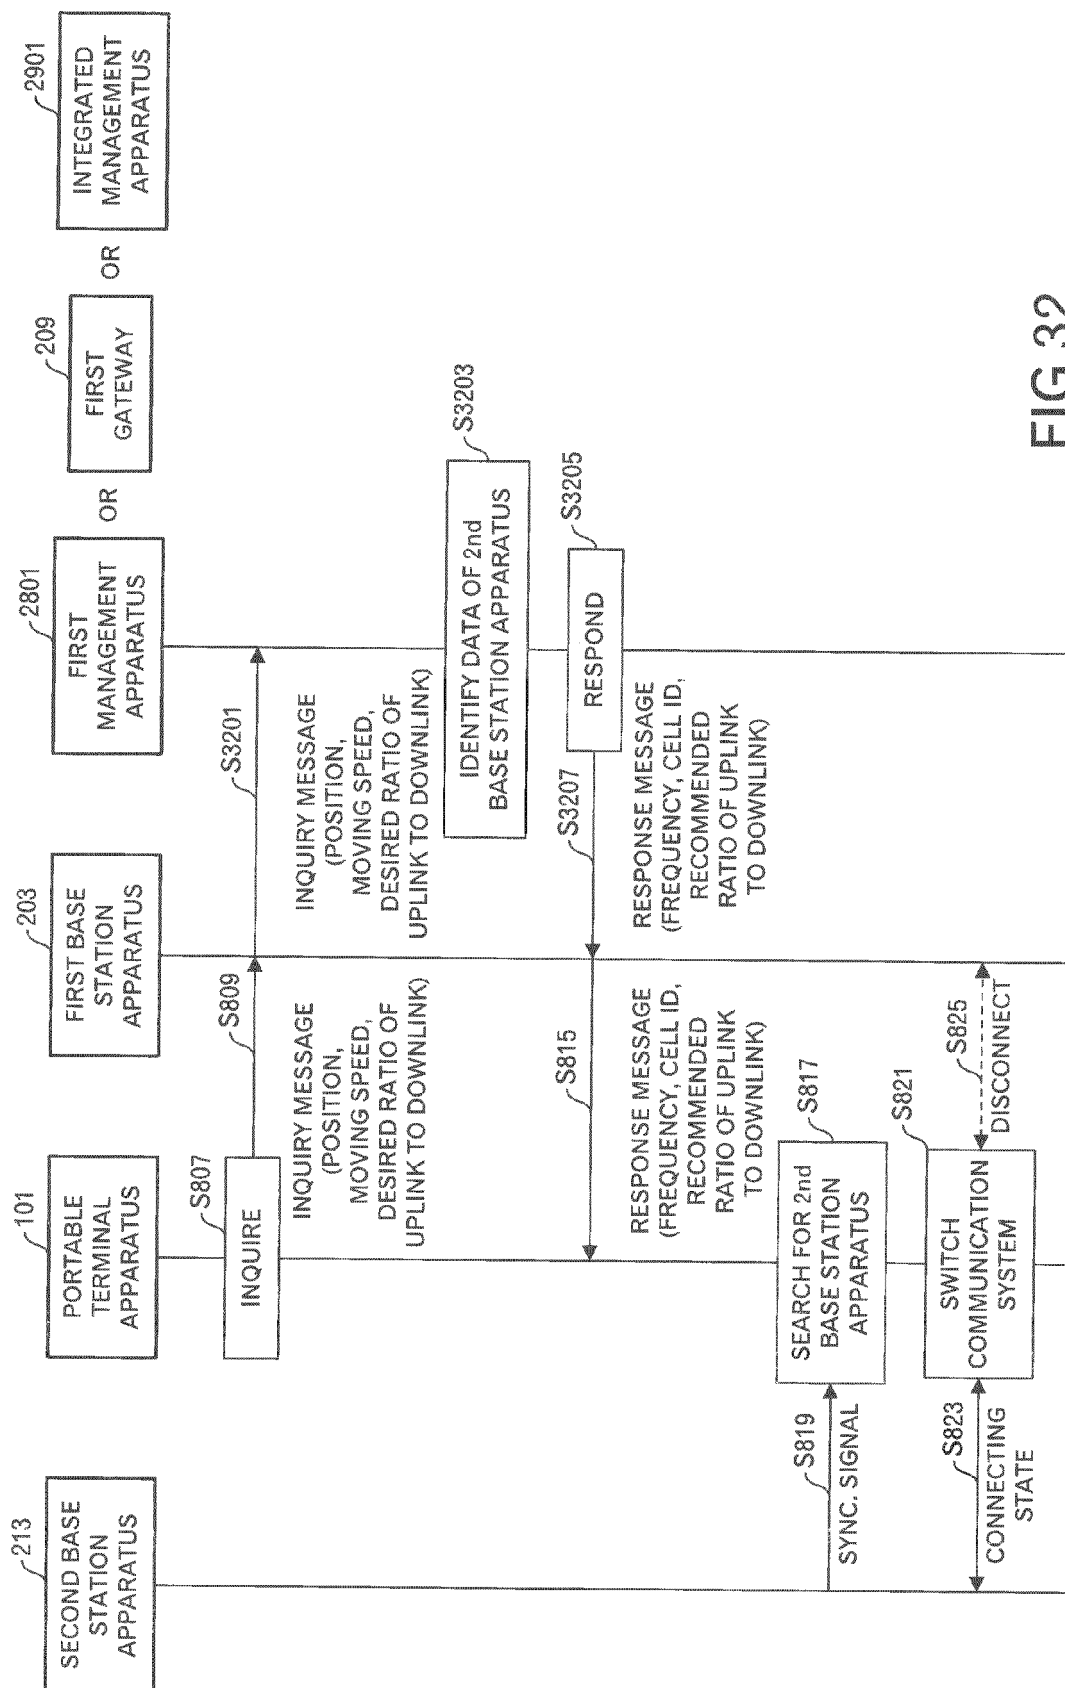 213
SECOND BASE
STATION
APPARATUS
101
PORTABLE
TERMINAL
APPARATUS
203
FIRST BASE
STATION
APPARATUS
2801
FIRST
MANAGEMENT
APPARATUS
OR
209
FIRST
GATEWAY
OR
2901
INTEGRATED
MANAGEMENT
APPARATUS
S807
INQUIRE
S809
INQUIRY MESSAGE
(POSITION,
MOVING SPEED,
DESIRED RATIO OF
UPLINK TO DOWNLINK)
S3201
INQUIRY MESSAGE
(POSITION,
MOVING SPEED,
DESIRED RATIO OF
UPLINK TO DOWNLINK)
S3203
IDENTIFY DATA OF 2nd
BASE STATION APPARATUS
S3205
RESPOND
S3207
RESPONSE MESSAGE
(FREQUENCY, CELL ID,
RECOMMENDED
RATIO OF UPLINK
TO DOWNLINK)
S815
RESPONSE MESSAGE
(FREQUENCY, CELL ID,
RECOMMENDED
RATIO OF UPLINK
TO DOWNLINK)
S817
SEARCH FOR 2nd
BASE STATION
APPARATUS
S819
SYNC. SIGNAL
S821
SWITCH
COMMUNICATION
SYSTEM
S823
CONNECTING
STATE
S825
DISCONNECT
FIG.32